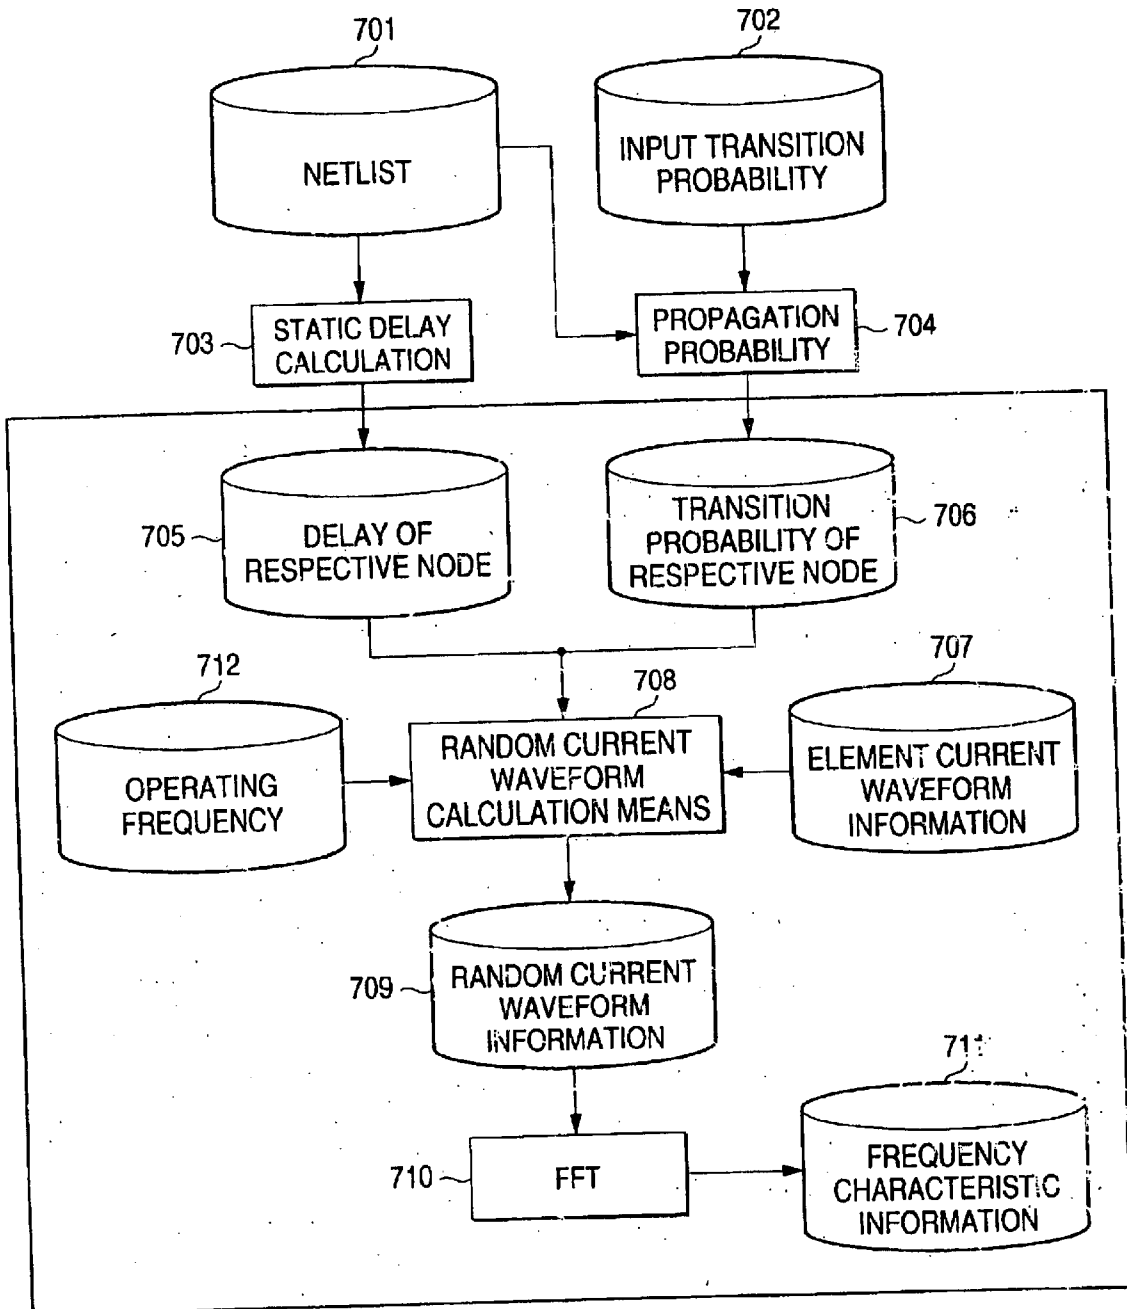 701
702
NETLIST
INPUT TRANSITION
PROBABILITY
703
STATIC DELAY
CALCULATION
PROPAGATION
PROBABILITY
704
705
DELAY OF
RESPECTIVE NODE
TRANSITION
PROBABILITY OF
RESPECTIVE NODE
706
712
708
707
OPERATING
FREQUENCY
RANDOM CURRENT
WAVEFORM
CALCULATION MEANS
ELEMENT CURRENT
WAVEFORM
INFORMATION
709
RANDOM CURRENT
WAVEFORM
INFORMATION
711
710
FFT
FREQUENCY
CHARACTERISTIC
INFORMATION